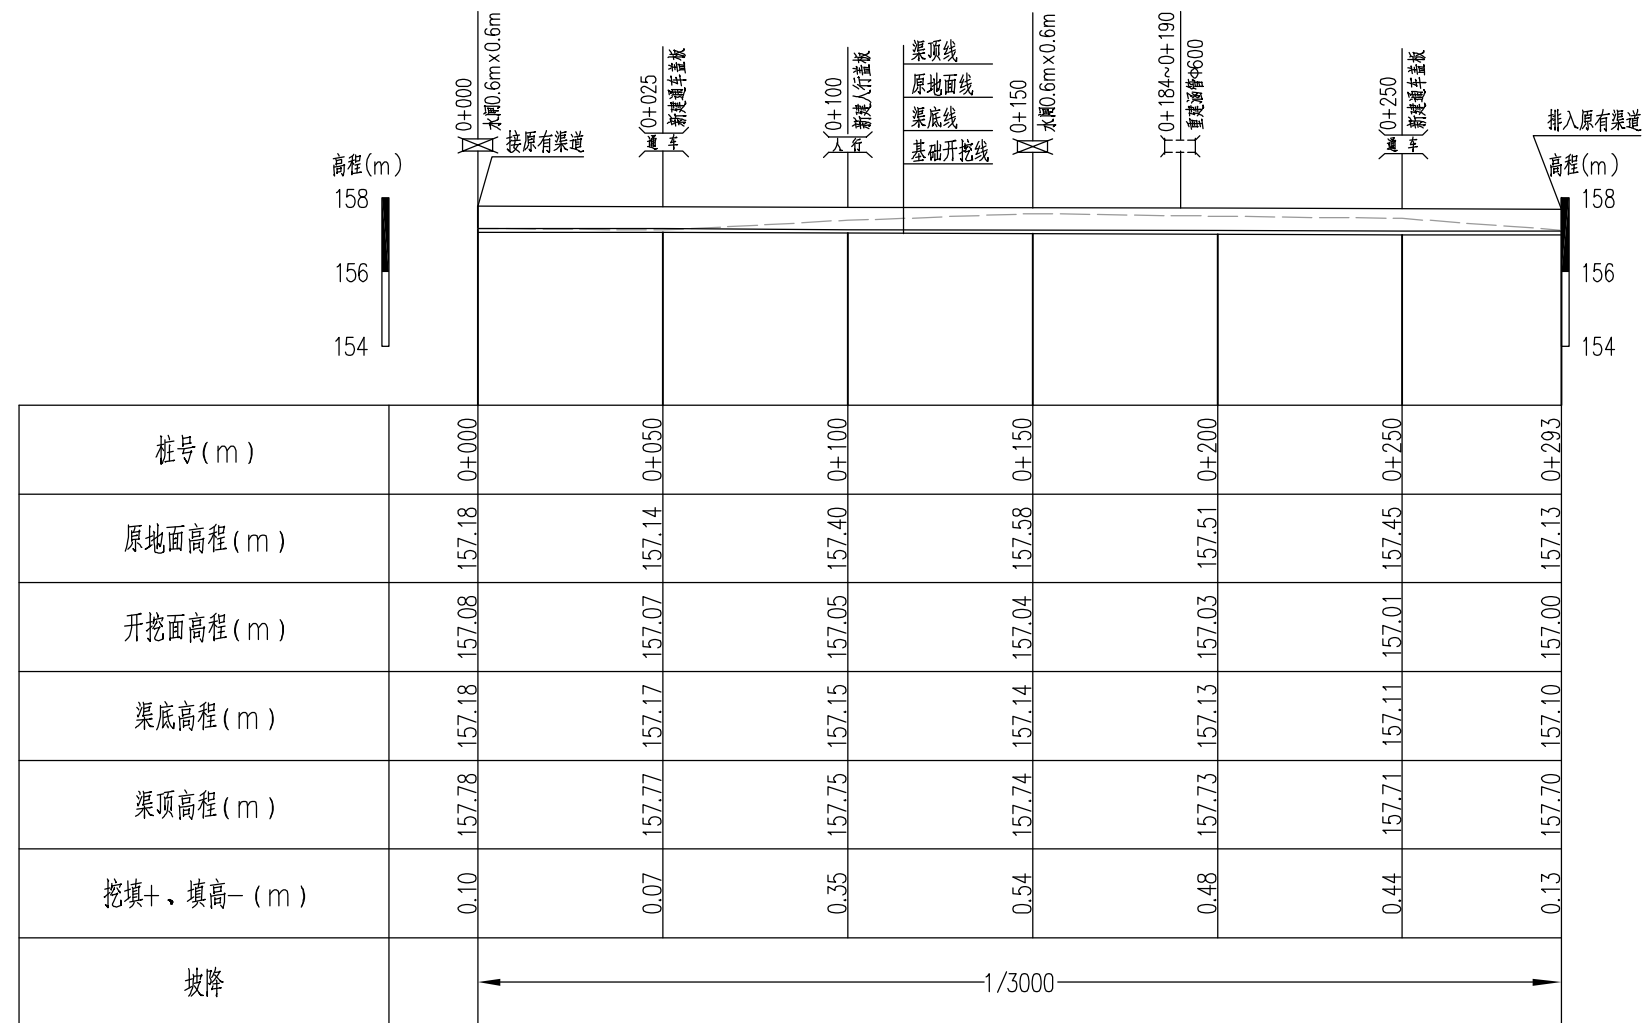 0+000
水闸0.6m×0.6m
0+025
新建通车盖板
通 车
0+100
新建人行盖板
人 行
渠顶线
原地面线
渠底线
基础开挖线
0+150
水闸0.6m×0.6m
0+184~0+190
重建涵管Φ600
0+250
新建通车盖板
通 车
接原有渠道
排入原有渠道
高程(m)
158
156
154
高程(m)
158
156
154
桩号(m) 0+000 0+050 0+100 0+150 0+200 0+250 0+293
原地面高程(m) 157.18 157.14 157.40 157.58 157.51 157.45 157.13
开挖面高程(m) 157.08 157.07 157.05 157.04 157.03 157.01 157.00
渠底高程(m) 157.18 157.17 157.15 157.14 157.13 157.11 157.10
渠顶高程(m) 157.78 157.77 157.75 157.74 157.73 157.71 157.70
挖填+、填高-(m) 0.10 0.07 0.35 0.54 0.48 0.44 0.13
坡降 1/3000